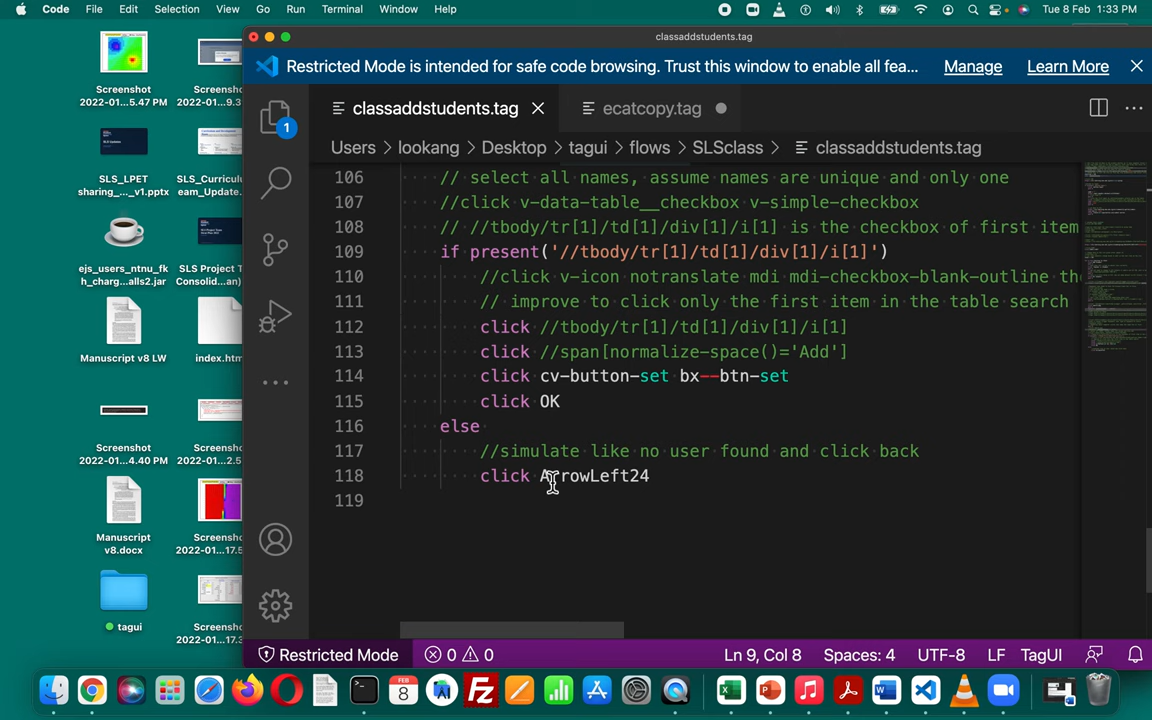 Code File Edit Selection View Go Run Terminal Window Help Tue 8 Feb 1:33 PM
classaddstudents.tag
Restricted Mode is intended for safe code browsing. Trust this window to enable all fea... Manage Learn More
classaddstudents.tag ecatcopy.tag
Users > lookang > Desktop > tagui > flows > SLSclass > classaddstudents.tag
106 // select all names, assume names are unique and only one
107 //click v-data-table__checkbox v-simple-checkbox
108 // //tbody/tr[1]/td[1]/div[1]/i[1] is the checkbox of first item
109 if present('//tbody/tr[1]/td[1]/div[1]/i[1]')
110 //click v-icon notranslate mdi mdi-checkbox-blank-outline the
111 // improve to click only the first item in the table search
112 click //tbody/tr[1]/td[1]/div[1]/i[1]
113 click //span[normalize-space()='Add']
114 click cv-button-set bx--btn-set
115 click OK
116 else
117 //simulate like no user found and click back
118 click ArrowLeft24
119
1
Restricted Mode 0 0 Ln 9, Col 8 Spaces: 4 UTF-8 LF TagUI
Screenshot
2022-01...5.47 PM
Screensh
2022-01...9.3
SLS_LPET
sharing_..._v1.pptx
SLS_Curricul
eam_Update.
ejs_users_ntnu_fk
h_charg...alls2.jar
SLS Project T
Consolid...an)
Manuscript v8 LW
index.htm
Screenshot
2022-01...4.40 PM
Screensho
2022-01...2.5
Manuscript
v8.docx
Screensho
2022-01...17.5
tagui
Screensho
2022-01...17.3
FEB
8